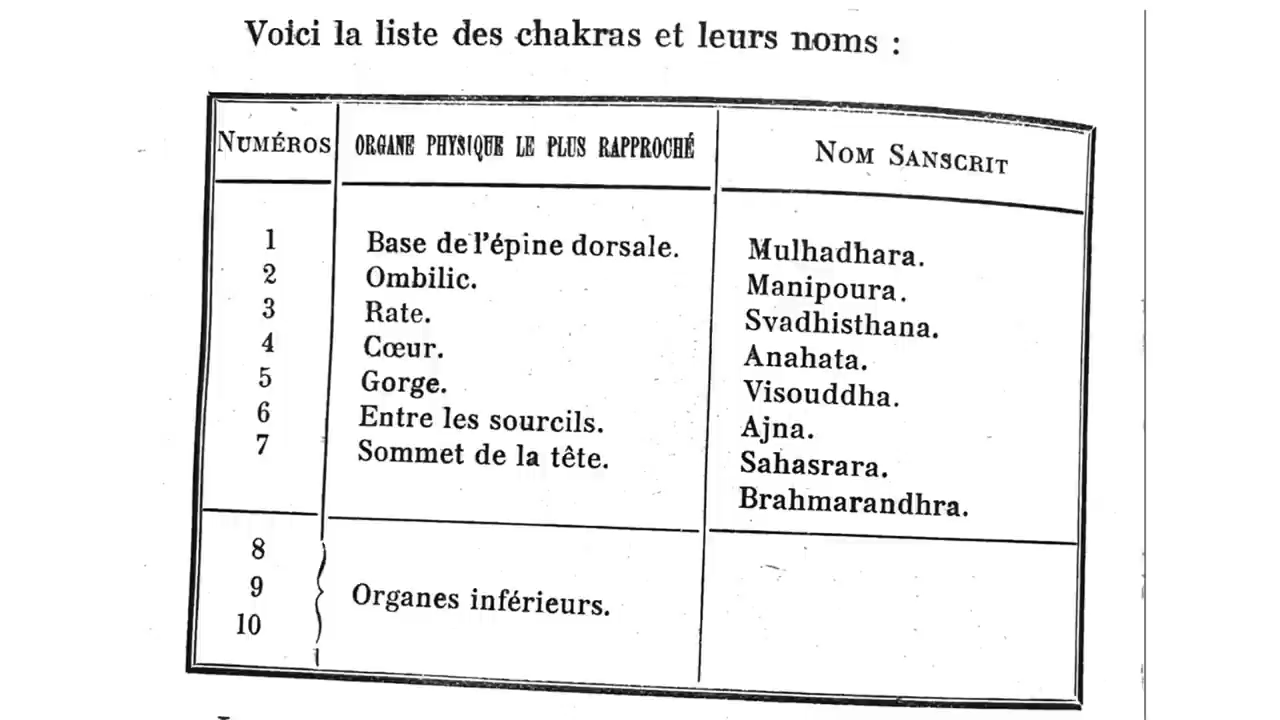 Voici la liste des chakras et leurs noms :
NUMÉROS ORGANE PHYSIQUE LE PLUS RAPPROCHÉ NOM SANSCRIT
1 Base de l'épine dorsale. Mulhadhara.
2 Ombilic. Manipoura.
3 Rate. Svadhisthana.
4 Cœur. Anahata.
5 Gorge. Visouddha.
6 Entre les sourcils. Ajna.
7 Sommet de la tête. Sahasrara.
Brahmarandhra.
8
9 Organes inférieurs.
10